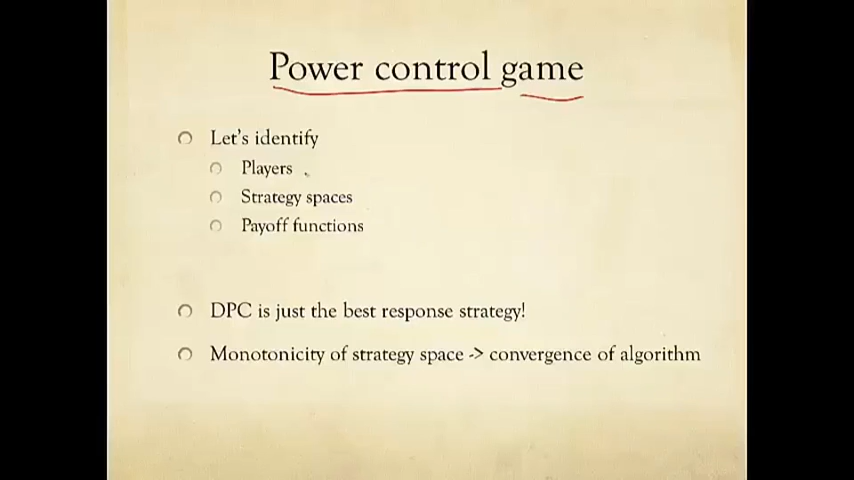 Power control game
Let's identify
Players
Strategy spaces
Payoff functions
DPC is just the best response strategy!
Monotonicity of strategy space -> convergence of algorithm